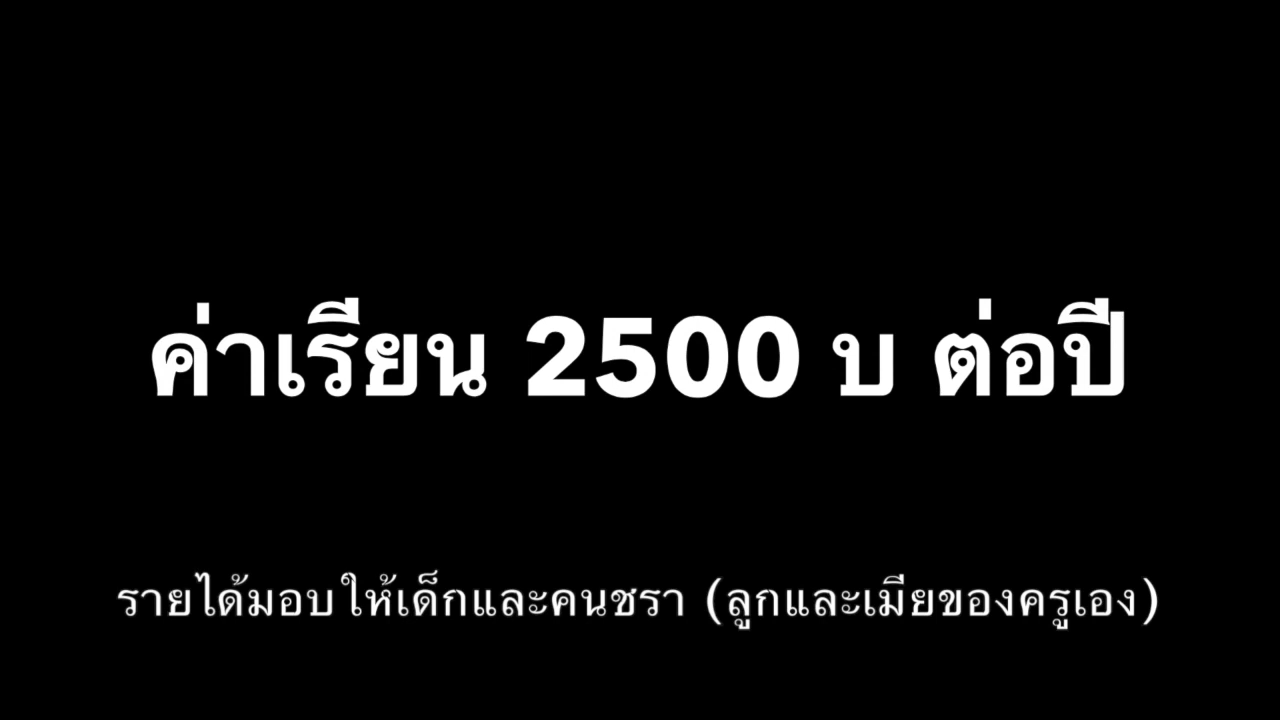 ค่าเรียน 2500 บ ต่อปี
รายได้มอบให้เด็กและคนชรา (ลูกและเมียของครูเอง)